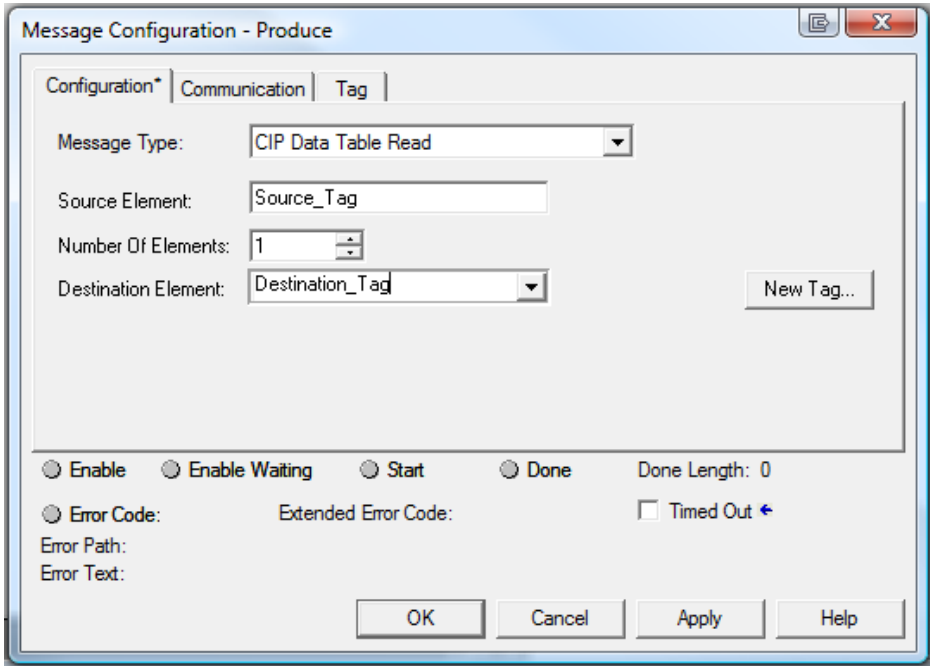 Message Configuration - Produce
Configuration* Communication Tag
Message Type: CIP Data Table Read
Source Element: Source_Tag
Number Of Elements: 1
Destination Element: Destination_Tag New Tag...
Enable Enable Waiting Start Done Done Length: 0
Error Code: Extended Error Code: Timed Out
Error Path:
Error Text:
OK Cancel Apply Help